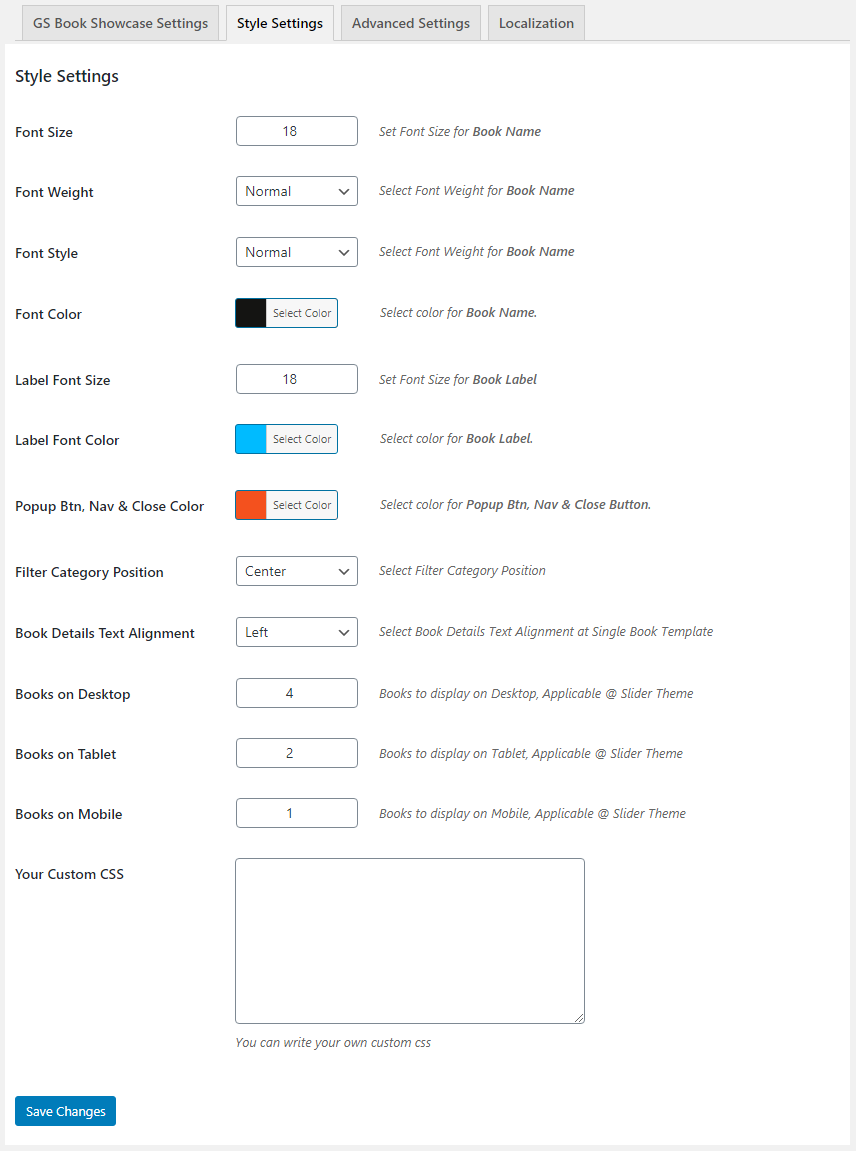 GS Book Showcase Settings Style Settings Advanced Settings Localization
Style Settings
Font Size 18 Set Font Size for Book Name
Font Weight Normal Select Font Weight for Book Name
Font Style Normal Select Font Weight for Book Name
Font Color Select Color Select color for Book Name.
Label Font Size 18 Set Font Size for Book Label
Label Font Color Select Color Select color for Book Label.
Popup Btn, Nav & Close Color Select Color Select color for Popup Btn, Nav & Close Button.
Filter Category Position Center Select Filter Category Position
Book Details Text Alignment Left Select Book Details Text Alignment at Single Book Template
Books on Desktop 4 Books to display on Desktop, Applicable @ Slider Theme
Books on Tablet 2 Books to display on Tablet, Applicable @ Slider Theme
Books on Mobile 1 Books to display on Mobile, Applicable @ Slider Theme
Your Custom CSS
You can write your own custom css
Save Changes